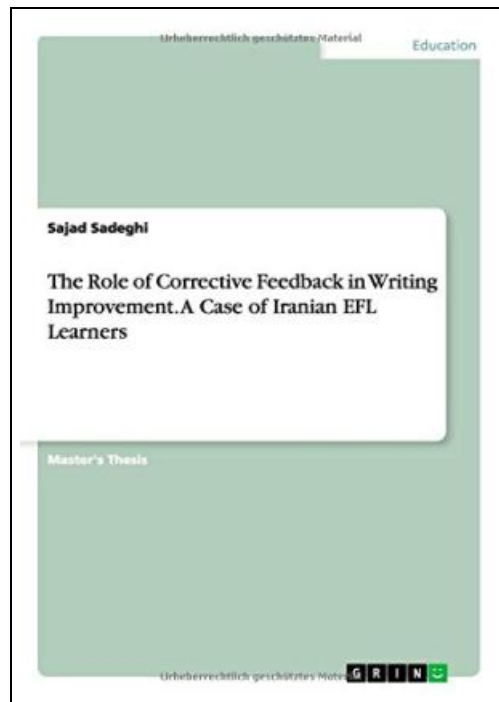 Urheberrechtlich geschütztes Material
Education
Sajad Sadeghi
The Role of Corrective Feedback in Writing
Improvement. A Case of Iranian EFL
Learners
Master's Thesis
Urheberrechtlich geschütztes Mate
GRIN